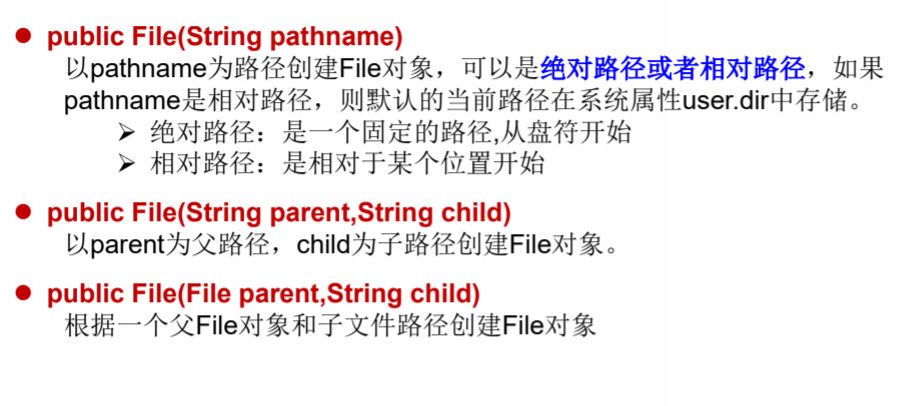 ● public File(String pathname)
以pathname为路径创建File对象，可以是绝对路径或者相对路径，如果
pathname是相对路径，则默认的当前路径在系统属性user.dir中存储。
➢ 绝对路径：是一个固定的路径,从盘符开始
➢ 相对路径：是相对于某个位置开始
● public File(String parent,String child)
以parent为父路径，child为子路径创建File对象。
● public File(File parent,String child)
根据一个父File对象和子文件路径创建File对象